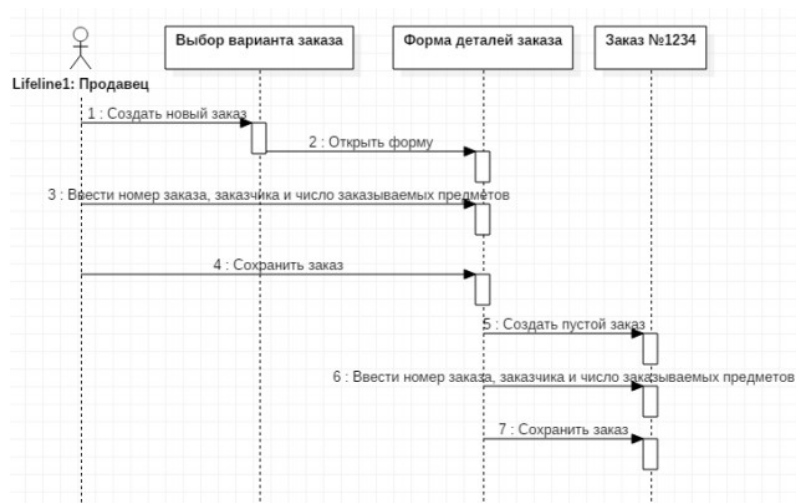 Выбор варианта заказа
Форма деталей заказа
Заказ №1234
Lifeline1: Продавец
1 : Создать новый заказ
2 : Открыть форму
3 : Ввести номер заказа, заказчика и число заказываемых предметов
4 : Сохранить заказ
5 : Создать пустой заказ
6 : Ввести номер заказа, заказчика и число заказываемых предметов
7 : Сохранить заказ